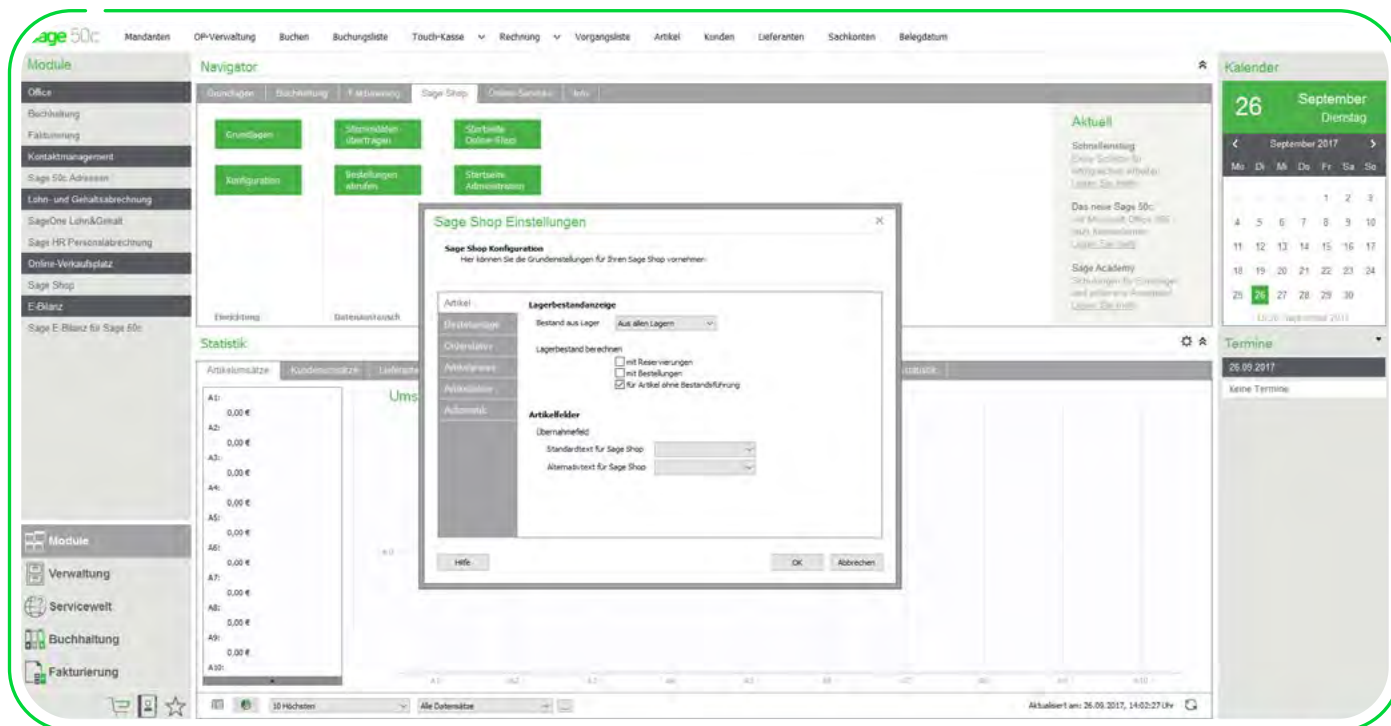 sage 50c
Mandanten OP-Verwaltung Buchen Buchungsliste Touch-Kasse Rechnung Vorgangsliste Artikel Kunden Lieferanten Sachkonten Belegdatum
Module
Office
Buchhaltung
Fakturierung
Kontaktmanagement
Sage 50c Adressen
Lohn- und Gehaltsabrechnung
SageOne Lohn&Gehalt
Sage HR Personalabrechnung
Online-Verkaufsplatz
Sage Shop
E-Bilanz
Sage E-Bilanz für Sage 50c
Module
Verwaltung
Servicewelt
Buchhaltung
Fakturierung
Navigator
Grundlagen Buchhaltung Fakturierung Sage Shop Online-Services Info
Grundlagen
Stammdaten
übertragen
Startseite
Online-Shop
Konfiguration
Bestellungen
abrufen
Startseite
Administration
Einrichtung Datenaustausch
Aktuell
Schnelleinstieg
Das neue Sage 50c
Sage Academy
Statistik
Artikelumsätze Kundenumsätze
Ums
A1:
0,00 €
A2:
0,00 €
A3:
0,00 €
A4:
0,00 €
A5:
0,00 €
A6:
0,00 €
A7:
0,00 €
A8:
0,00 €
A9:
0,00 €
A10:
10 Höchsten Alle Datensätze ...
Aktualisiert am: 26.09.2017, 14:02:27 Uhr
Sage Shop Einstellungen
Sage Shop Konfiguration
Hier können Sie die Grundeinstellungen für Ihren Sage Shop vornehmen
Artikel
Automatik
Lagerbestandanzeige
Bestand aus Lager Aus allen Lagern
Lagerbestand berechnen
mit Reservierungen
mit Bestellungen
für Artikel ohne Bestandsführung
Artikelfelder
Übernahmefeld
Standardtext für Sage Shop
Alternativtext für Sage Shop
Hilfe OK Abbrechen
Kalender
26 September
Dienstag
September 2017
Mo Di Mi Do Fr Sa So
1 2 3
4 5 6 7 8 9 10
11 12 13 14 15 16 17
18 19 20 21 22 23 24
25 26 27 28 29 30
Termine
26.09.2017
Keine Termine